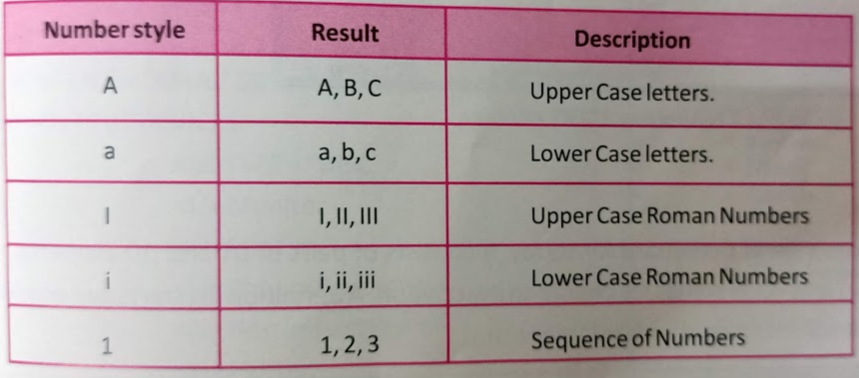 Number style Result Description
A A, B, C Upper Case letters.
a a, b, c Lower Case letters.
I I, II, III Upper Case Roman Numbers
i i, ii, iii Lower Case Roman Numbers
1 1, 2, 3 Sequence of Numbers